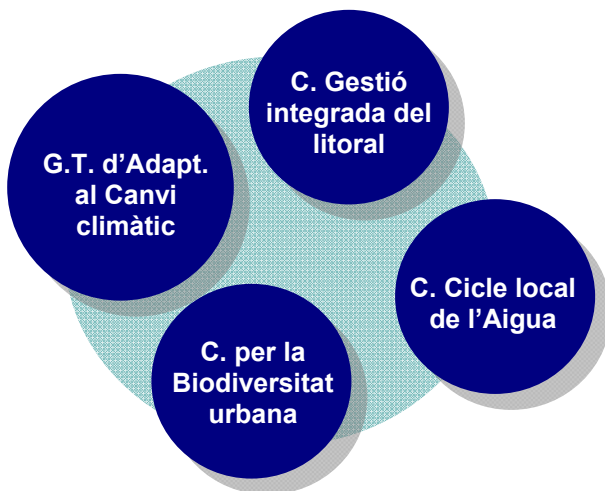 C. Gestió
integrada del
litoral
G.T. d’Adapt.
al Canvi
climàtic
C. Cicle local
de l’Aigua
C. per la
Biodiversitat
urbana